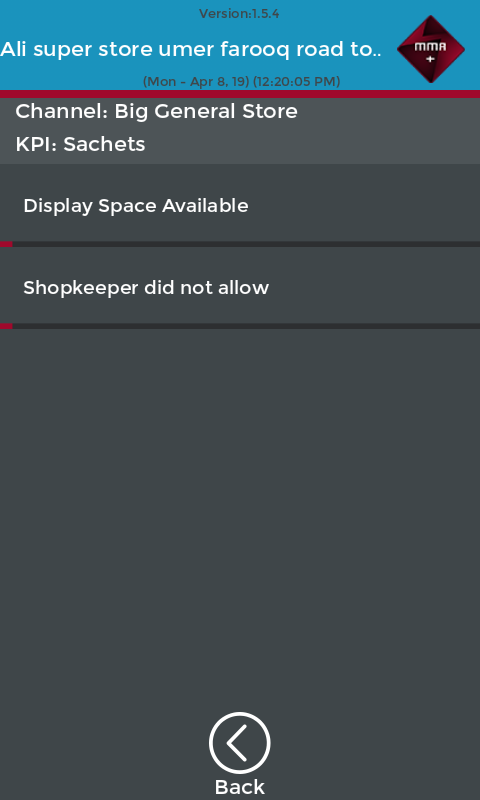 Version:1.5.4
Ali super store umer farooq road to..
MMA
+
(Mon - Apr 8, 19) (12:20:05 PM)
Channel: Big General Store
KPI: Sachets
Display Space Available
Shopkeeper did not allow
Back